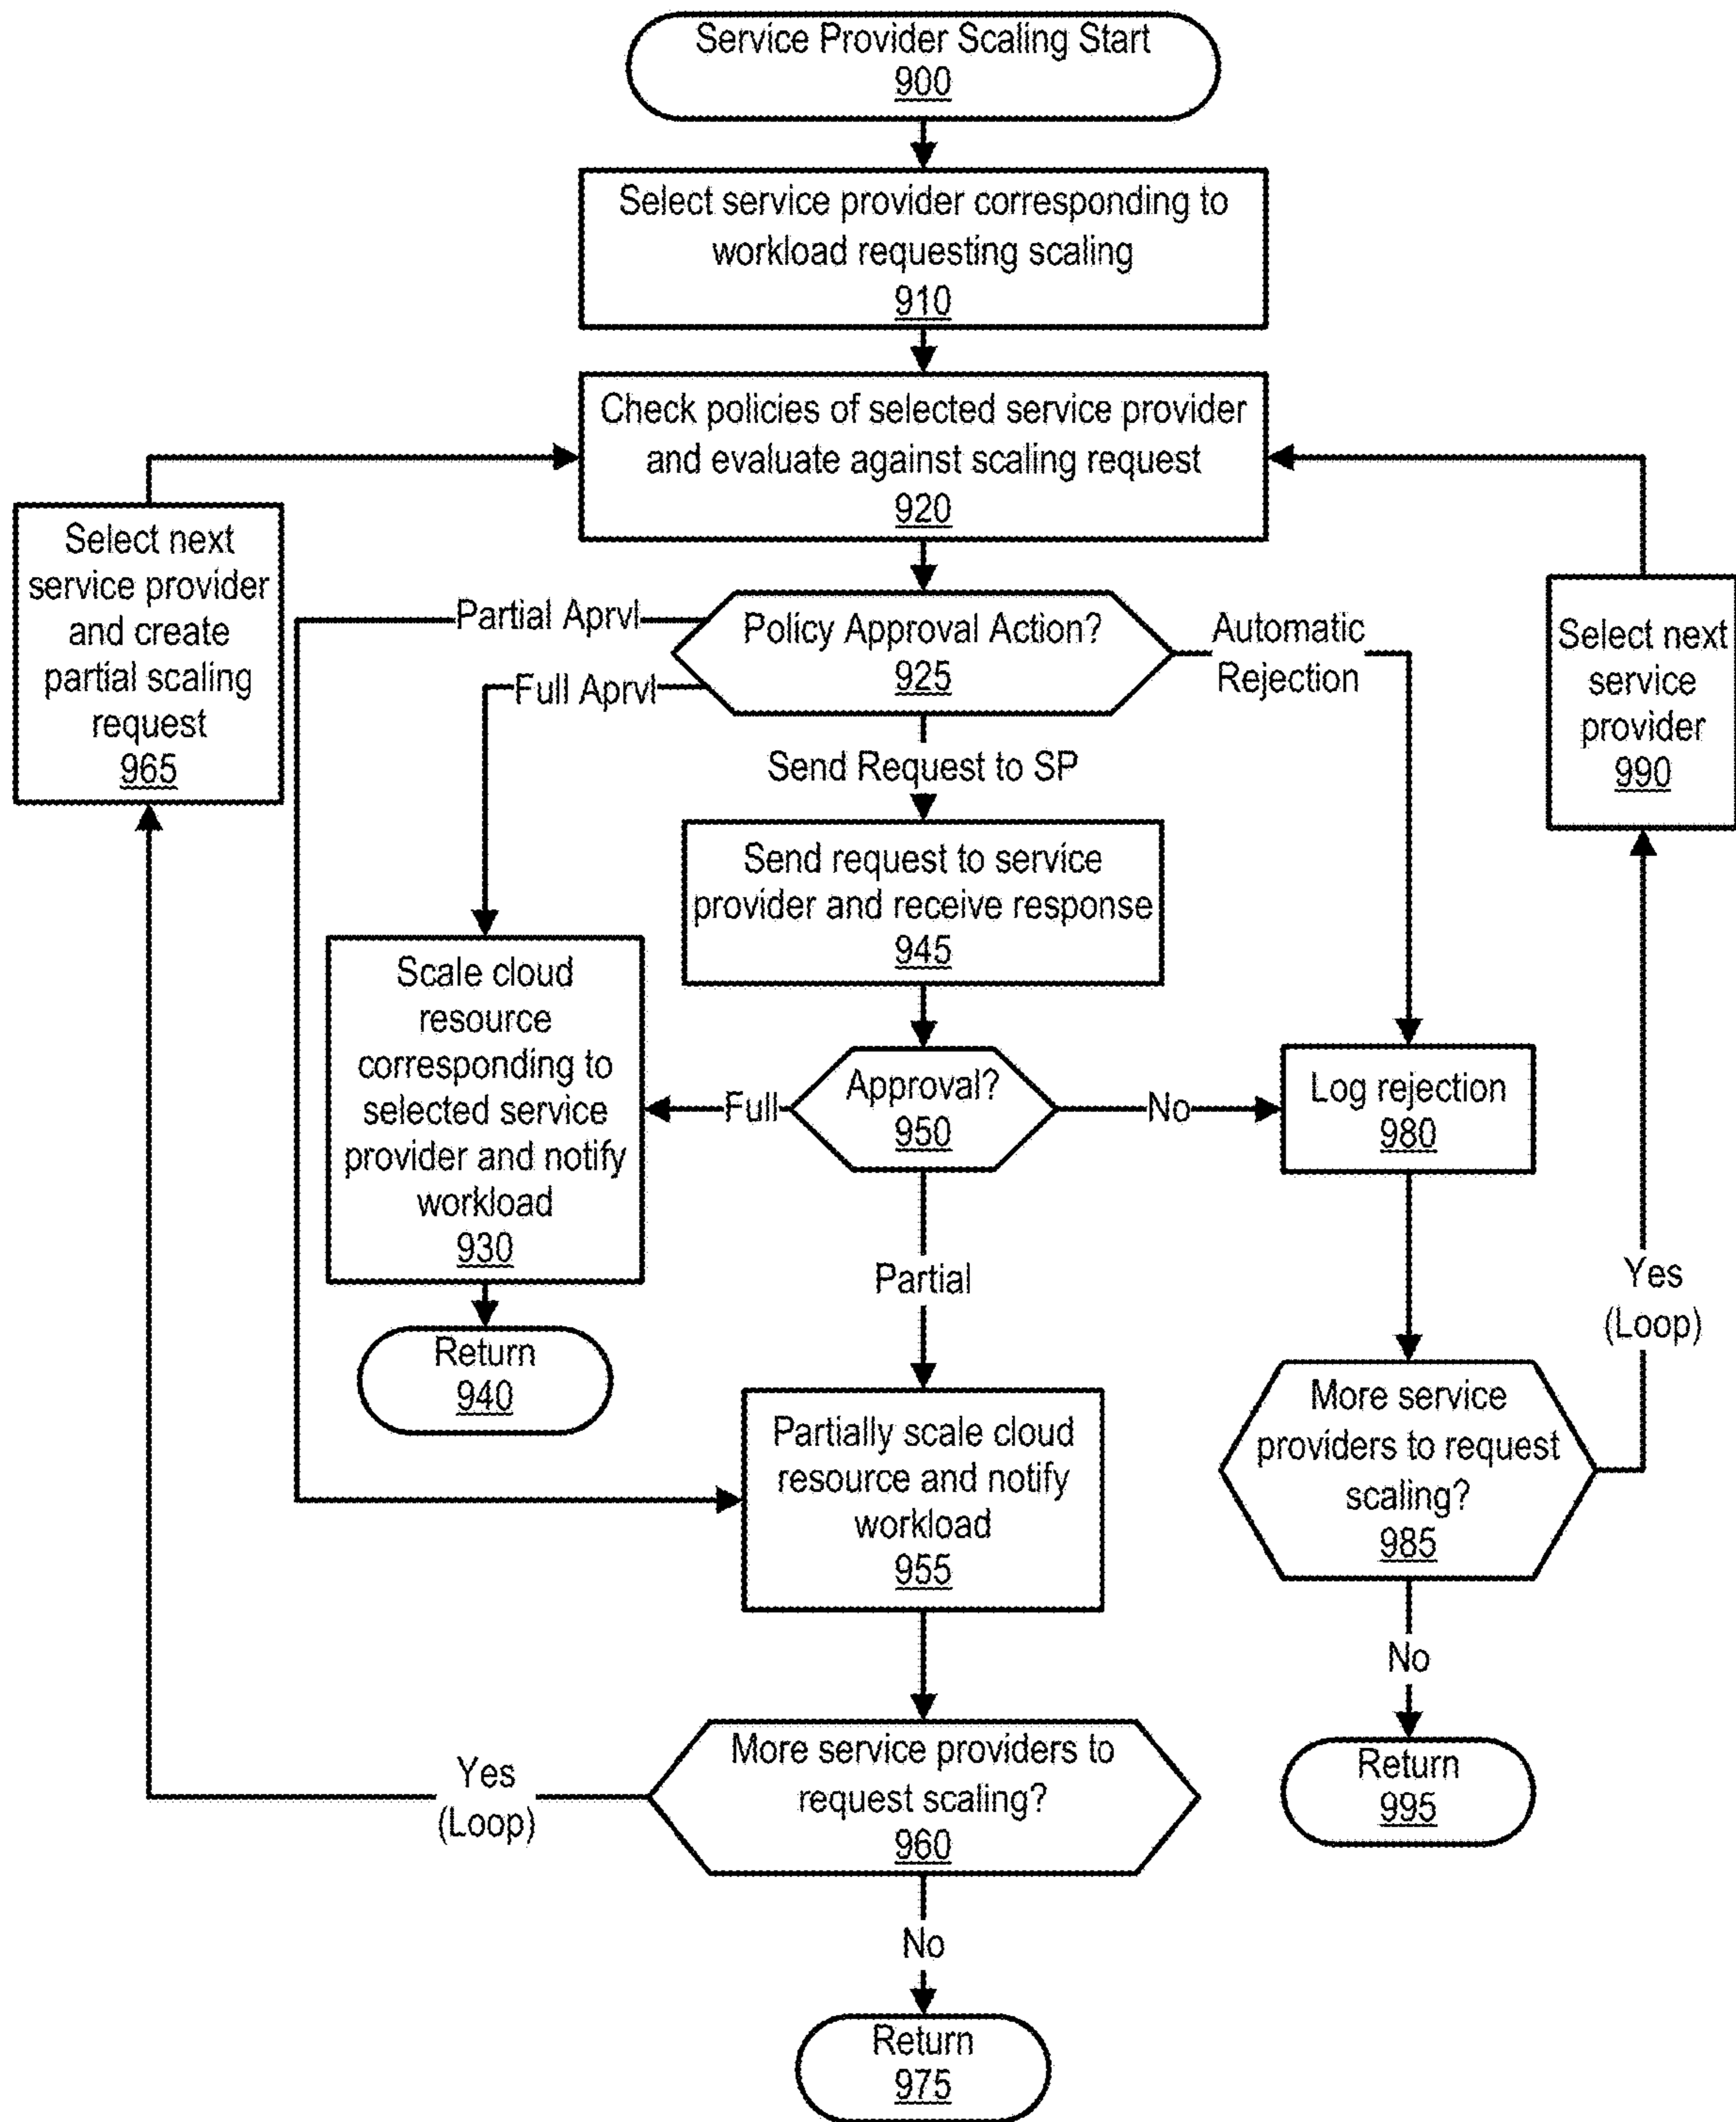 Service Provider Scaling Start
900
Select service provider corresponding to
workload requesting scaling
910
Check policies of selected service provider
and evaluate against scaling request
920
Select next
service provider
and create
partial scaling
request
965
Partial Aprvl
Full Aprvl
Policy Approval Action?
925
Automatic
Rejection
Select next
service
provider
990
Send Request to SP
Send request to service
provider and receive response
945
Scale cloud
resource
corresponding to
selected service
provider and notify
workload
930
Full
Approval?
950
No
Log rejection
980
Partial
Yes
(Loop)
Return
940
Partially scale cloud
resource and notify
workload
955
More service
providers to request
scaling?
985
No
Yes
(Loop)
More service providers to
request scaling?
960
Return
995
No
Return
975